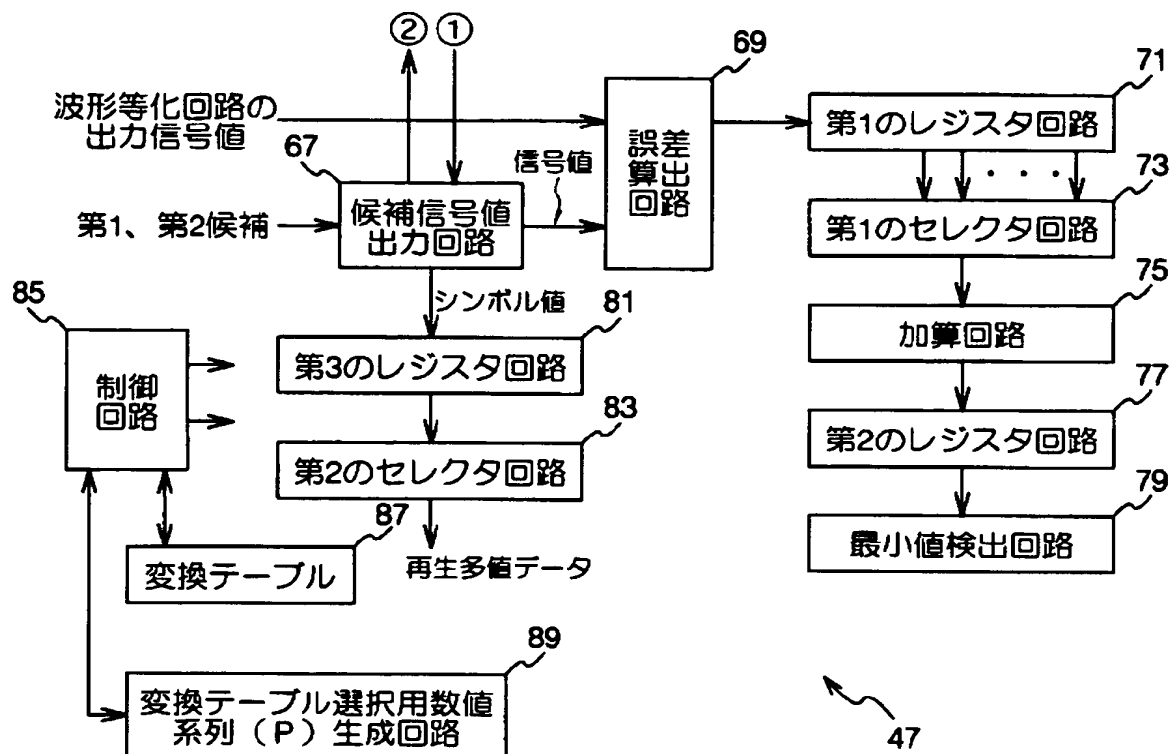 ② ①
69
71
波形等化回路の
出力信号値
67
誤差
算出
回路
第1のレジスタ回路
信号値
・・・
73
第1、第2候補
候補信号値
出力回路
第1のセレクタ回路
75
シンボル値
85
81
加算回路
制御
回路
第3のレジスタ回路
77
83
第2のレジスタ回路
第2のセレクタ回路
79
87
最小値検出回路
変換テーブル
再生多値データ
89
変換テーブル選択用数値
系列(P)生成回路
47